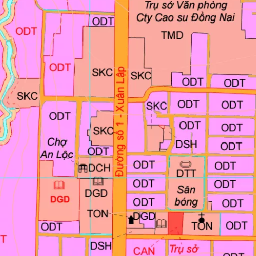 ODT
ODT
Trụ sở Văn phòng
Cty Cao su Đồng Nai
TMD
ODT
ODT
SKC
SKC
SKC
SKC
ODT
ODT
ODT
ODT
ODT
ODT
ODT
Đường số 1 - Xuân Lập
Chợ
An Lộc
SKC
DSH
ODT
ODT
ODT
DCH
DTT
ODT
DGD
DGD
Sân
bóng
ODT
ODT
TON
DGD
TON
ODT
ODT
DSH
CAN
Trụ sở
ODT